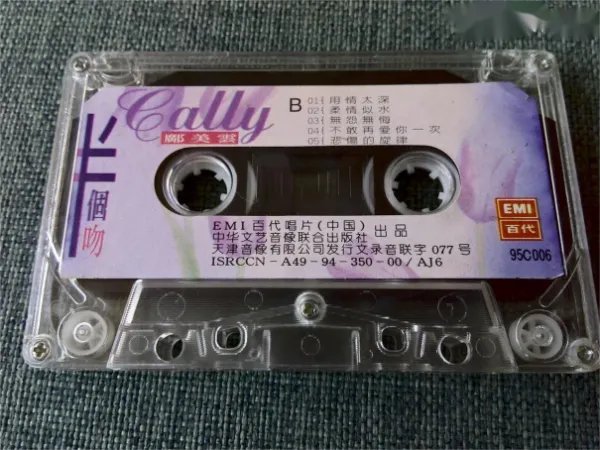 Cally
鄺美雲
半個吻
B
01{用情太深
02{柔情似水
03{無怨無悔
04{不敢再愛你一次
05{悲傷的旋律
EMI
百代
95C006
EMI百代唱片(中国)
中华文艺音像联合出版社
出品
天津音像有限公司发行文录音联字 077 号
ISRCCN-A49-94-350-00/AJ6